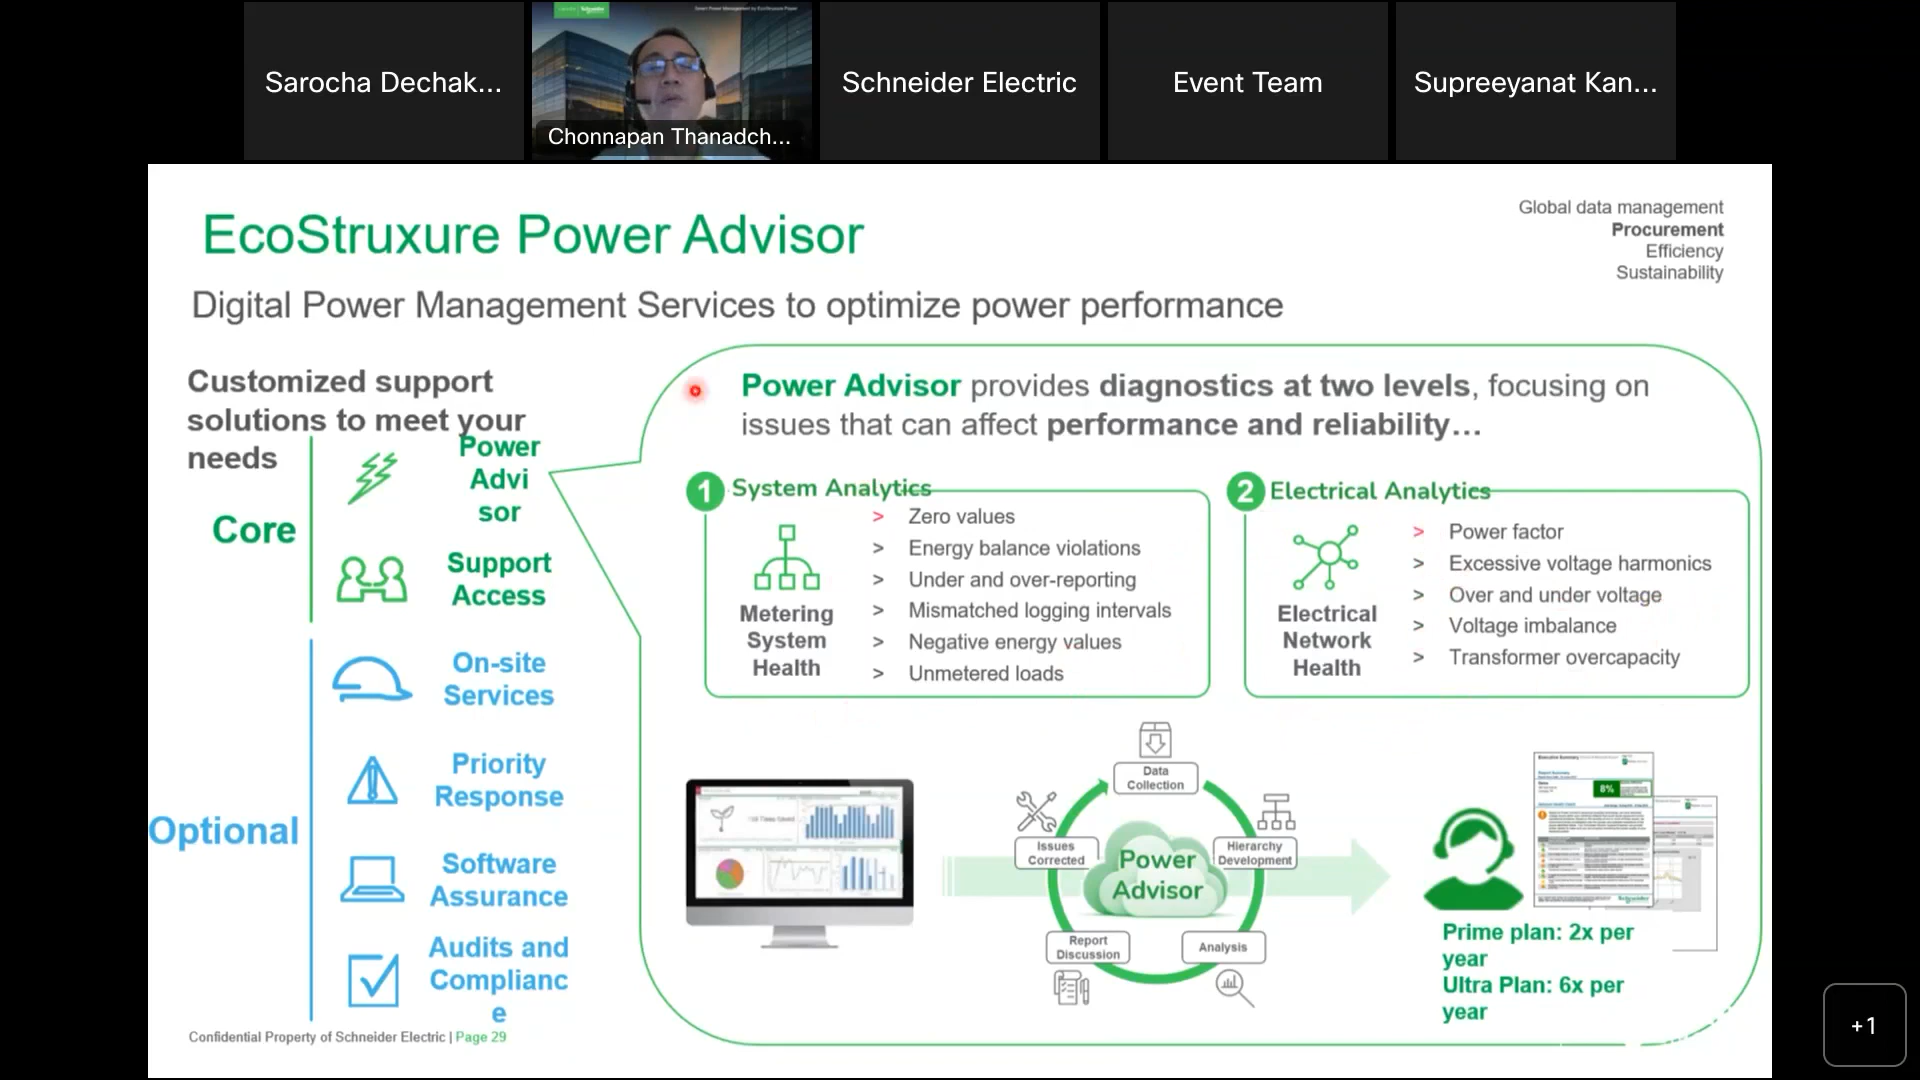 Sarocha Dechak...
Chonnapan Thanadch...
Schneider Electric
Event Team
Supreeyanat Kan...
EcoStruxure Power Advisor
Global data management
Procurement
Efficiency
Sustainability
Digital Power Management Services to optimize power performance
Customized support
solutions to meet your
needs
Core
Power
Advi
sor
Support
Access
Optional
On-site
Services
Priority
Response
Software
Assurance
Audits and
Complianc
e
Power Advisor provides diagnostics at two levels, focusing on
issues that can affect performance and reliability...
1 System Analytics
Metering
System
Health
> Zero values
> Energy balance violations
> Under and over-reporting
> Mismatched logging intervals
> Negative energy values
> Unmetered loads
2 Electrical Analytics
Electrical
Network
Health
> Power factor
> Excessive voltage harmonics
> Over and under voltage
> Voltage imbalance
> Transformer overcapacity
Data
Collection
Hierarchy
Development
Analysis
Report
Discussion
Issues
Corrected
Power
Advisor
8%
Prime plan: 2x per
year
Ultra Plan: 6x per
year
Confidential Property of Schneider Electric | Page 29
+1